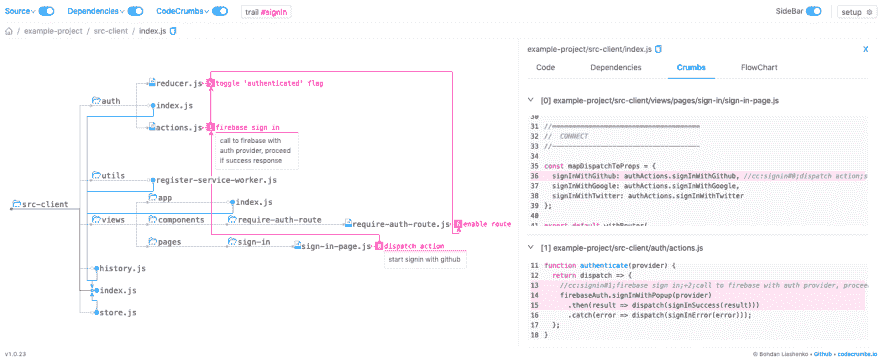 Source Dependencies CodeCrumbs trail #signin SideBar setup
example-project / src-client / index.js
example-project/src-client/index.js X
Code Dependencies Crumbs FlowChart
reducer.js toggle 'authenticated' flag
auth
index.js
actions.js firebase sign in
call to firebase with
auth provider, proceed
if success response
utils
register-service-worker.js
app
src-client
index.js
views components require-auth-route require-auth-route.js enable route
pages sign-in sign-in-page.js dispatch action
start signin with github
history.js
index.js
store.js
[0] example-project/src-client/views/pages/sign-in/sign-in-page.js
30
31 //====================================
32 // CONNECT
33 //------------------------------------
34
35 const mapDispatchToProps = {
36 signInWithGithub: authActions.signInWithGithub, //cc:signin#0;dispatch action;s
37 signInWithGoogle: authActions.signInWithGoogle,
38 signInWithTwitter: authActions.signInWithTwitter
39 };
40
41 export default withRouter(
[1] example-project/src-client/auth/actions.js
11 function authenticate(provider) {
12 return dispatch => {
13 //cc:signin#1;firebase sign in;+2;call to firebase with auth provider, procee
14 firebaseAuth.signInWithPopup(provider)
15 .then(result => dispatch(signInSuccess(result)))
16 .catch(error => dispatch(signInError(error)));
17 };
18 }
v1.0.23 © Bohdan Liashenko • Github • codecrumbs.io